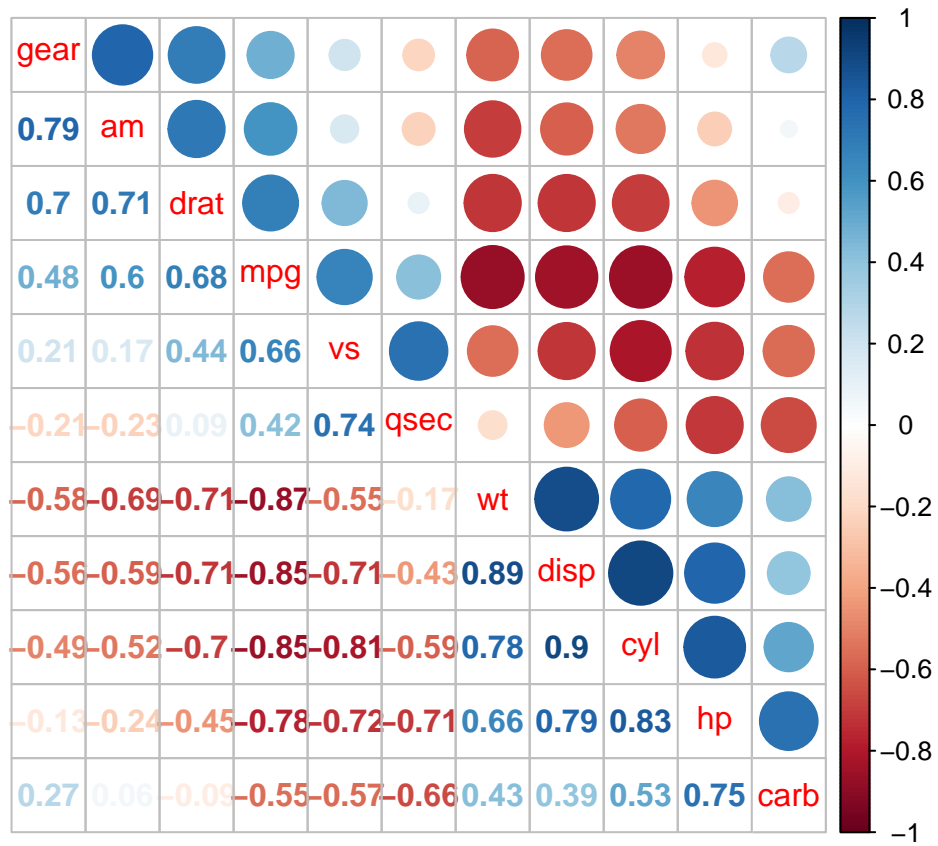 gear
0.79 am
0.7 0.71 drat
0.48 0.6 0.68 mpg
0.21 0.17 0.44 0.66 vs
−0.21 −0.23 0.09 0.42 0.74 qsec
−0.58 −0.69 −0.71 −0.87 −0.55 −0.17 wt
−0.56 −0.59 −0.71 −0.85 −0.71 −0.43 0.89 disp
−0.49 −0.52 −0.7 −0.85 −0.81 −0.59 0.78 0.9 cyl
−0.13 −0.24 −0.45 −0.78 −0.72 −0.71 0.66 0.79 0.83 hp
0.27 0.06 −0.09 −0.55 −0.57 −0.66 0.43 0.39 0.53 0.75 carb
1
0.8
0.6
0.4
0.2
0
−0.2
−0.4
−0.6
−0.8
−1